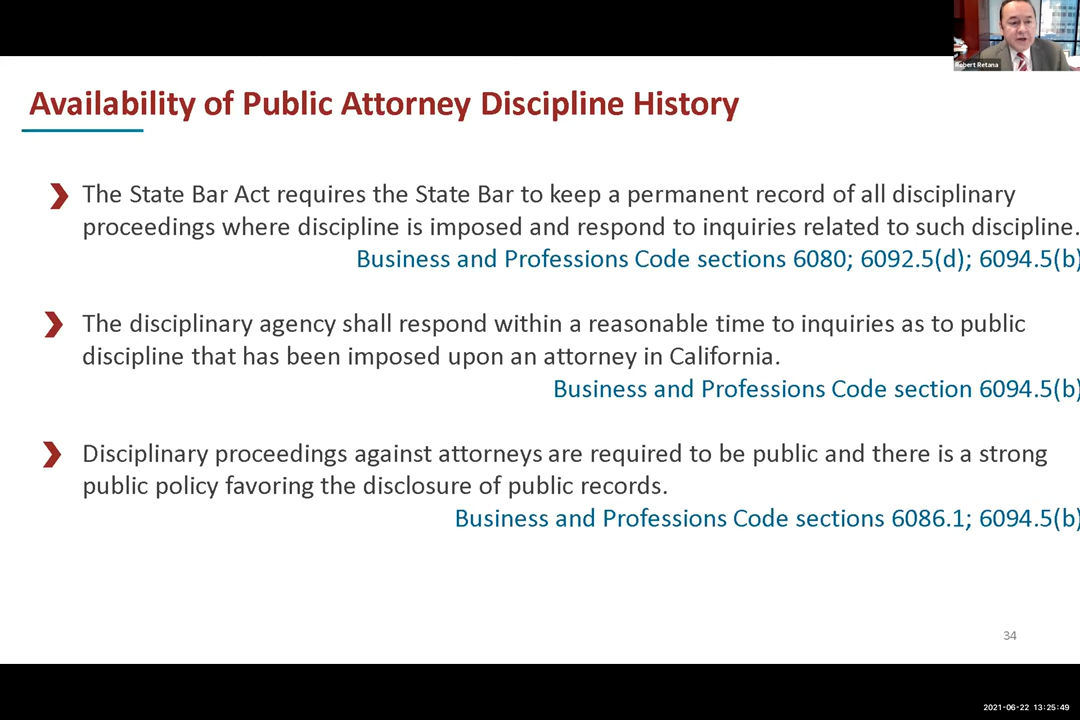 Robert Retana
Availability of Public Attorney Discipline History
The State Bar Act requires the State Bar to keep a permanent record of all disciplinary
proceedings where discipline is imposed and respond to inquiries related to such discipline.
Business and Professions Code sections 6080; 6092.5(d); 6094.5(b)
The disciplinary agency shall respond within a reasonable time to inquiries as to public
discipline that has been imposed upon an attorney in California.
Business and Professions Code section 6094.5(b)
Disciplinary proceedings against attorneys are required to be public and there is a strong
public policy favoring the disclosure of public records.
Business and Professions Code sections 6086.1; 6094.5(b)
34
2021-06-22 13:25:49